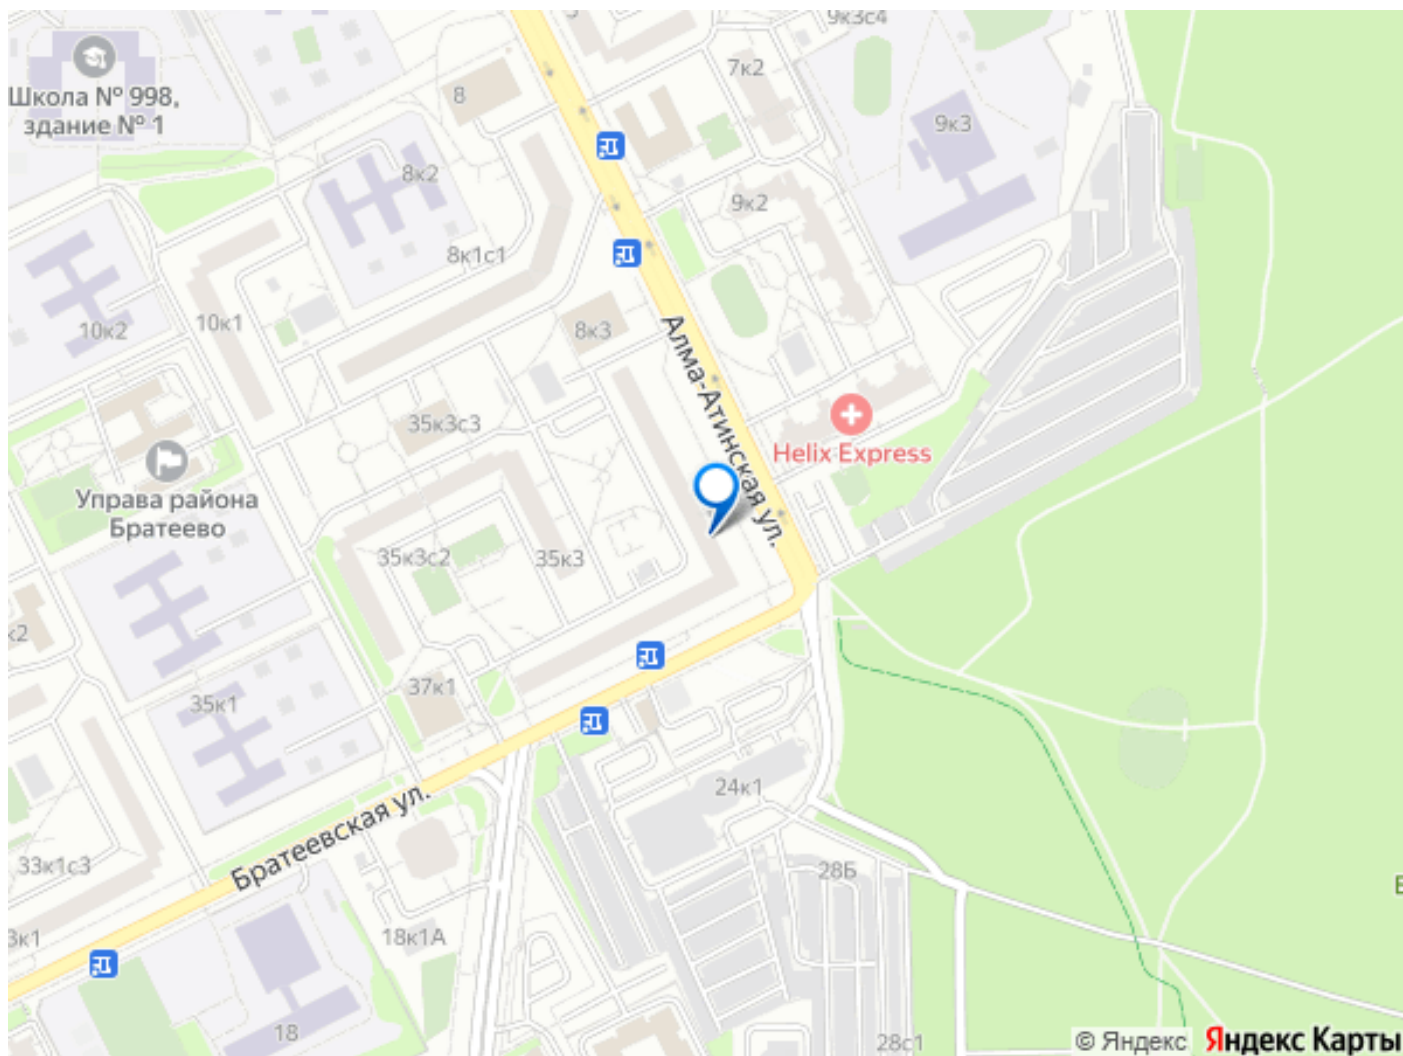 9к3с4
7к2
Школа № 998,
здание № 1
8
9к3
8к2
9к2
8к1с1
10к2
10к1
8к3
Алма-Атинская ул.
35к3с3
Helix Express
Управа района
Братеево
35к3с2
35к3
к2
37к1
35к1
24к1
Братеевская ул.
33к1с3
28Б
3к1
18к1А
18
28с1
© Яндекс
Яндекс Карты